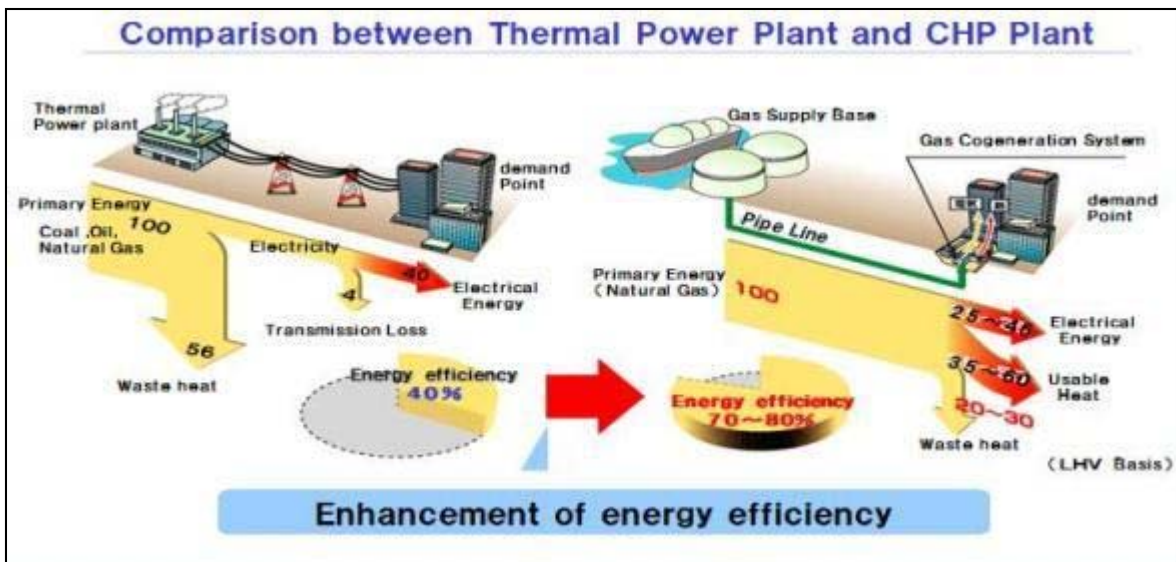 Comparison between Thermal Power Plant and CHP Plant
Thermal
Power plant
demand
Point
Primary Energy
100
Coal ,Oil,
Natural Gas
Electricity
40
4
Electrical
Energy
Transmission Loss
56
Waste heat
Energy efficiency
40%
Gas Supply Base
Gas Cogeneration System
demand
Point
Pipe Line
Primary Energy
(Natural Gas)
100
25~45
Electrical
Energy
35~60
Usable
Heat
20~30
Waste heat
(LHV Basis)
Energy efficiency
70~80%
Enhancement of energy efficiency